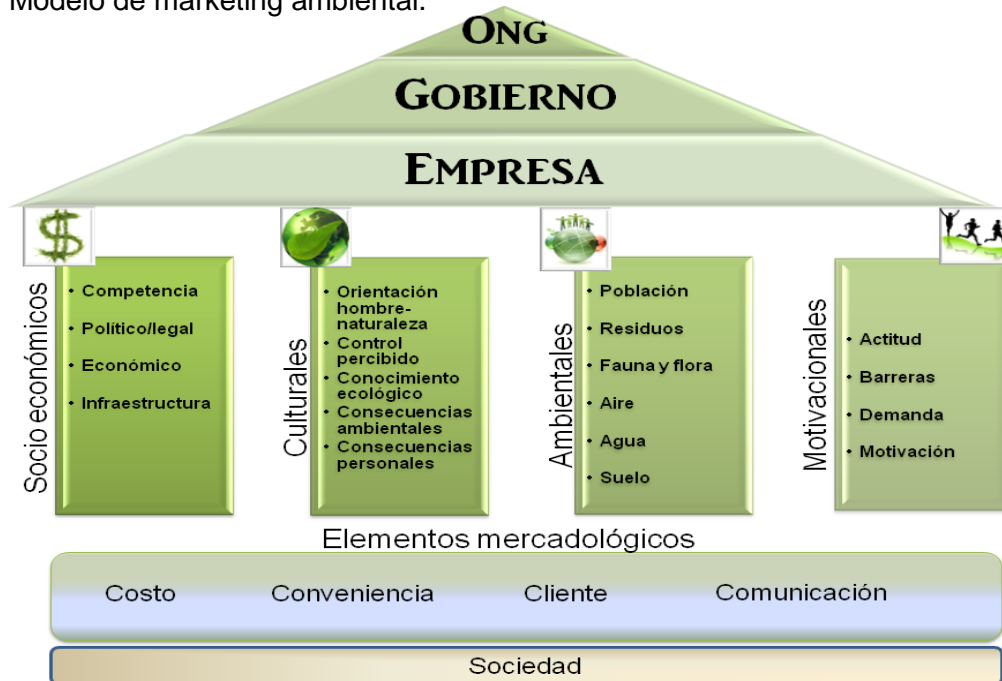 Modelo de marketing ambiental.
ONG
GOBIERNO
EMPRESA
Socio económicos
• Competencia
• Político/legal
• Económico
• Infraestructura
Culturales
• Orientación
hombre-
naturaleza
• Control
percibido
• Conocimiento
ecológico
• Consecuencias
ambientales
• Consecuencias
personales
Ambientales
• Población
• Residuos
• Fauna y flora
• Aire
• Agua
• Suelo
Motivacionales
• Actitud
• Barreras
• Demanda
• Motivación
Elementos mercadológicos
Costo Conveniencia Cliente Comunicación
Sociedad